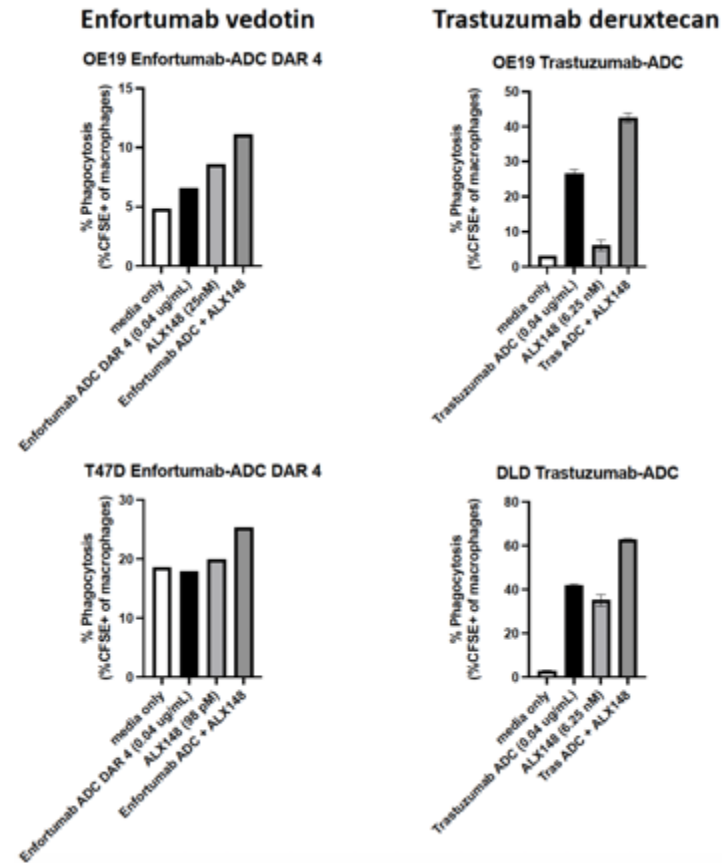 Enfortumab vedotin
Trastuzumab deruxtecan
OE19 Enfortumab-ADC DAR 4
% Phagocytosis
(%CFSE+ of macrophages)
15
10
5
0
media only
Enfortumab ADC DAR 4 (0.04 ug/mL)
ALX148 (25nM)
Enfortumab ADC + ALX148
OE19 Trastuzumab-ADC
% Phagocytosis
(%CFSE+ of macrophages)
50
40
30
20
10
0
media only
Trastuzumab ADC (0.04 ug/mL)
ALX148 (6.25 nM)
Tras ADC + ALX148
T47D Enfortumab-ADC DAR 4
% Phagocytosis
(%CFSE+ of macrophages)
30
20
10
0
media only
Enfortumab ADC DAR 4 (0.04 ug/mL)
ALX148 (98 pM)
Enfortumab ADC + ALX148
DLD Trastuzumab-ADC
% Phagocytosis
(%CFSE+ of macrophages)
80
60
40
20
0
media only
Trastuzumab ADC (0.04 ug/mL)
ALX148 (6.25 nM)
Tras ADC + ALX148